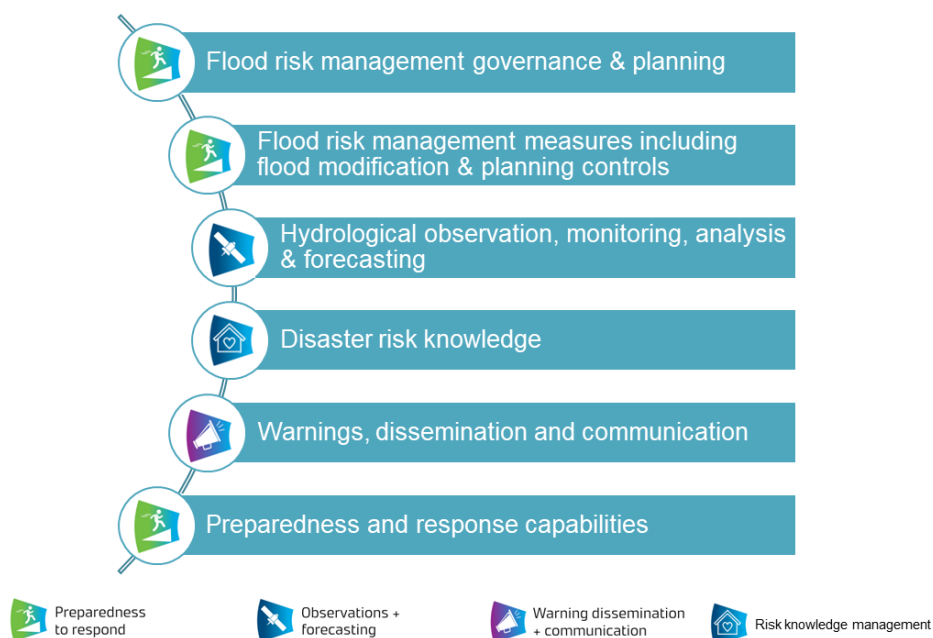 Flood risk management governance & planning
Flood risk management measures including
flood modification & planning controls
Hydrological observation, monitoring, analysis
& forecasting
Disaster risk knowledge
Warnings, dissemination and communication
Preparedness and response capabilities
Preparedness
to respond
Observations +
forecasting
Warning dissemination
+ communication
Risk knowledge management